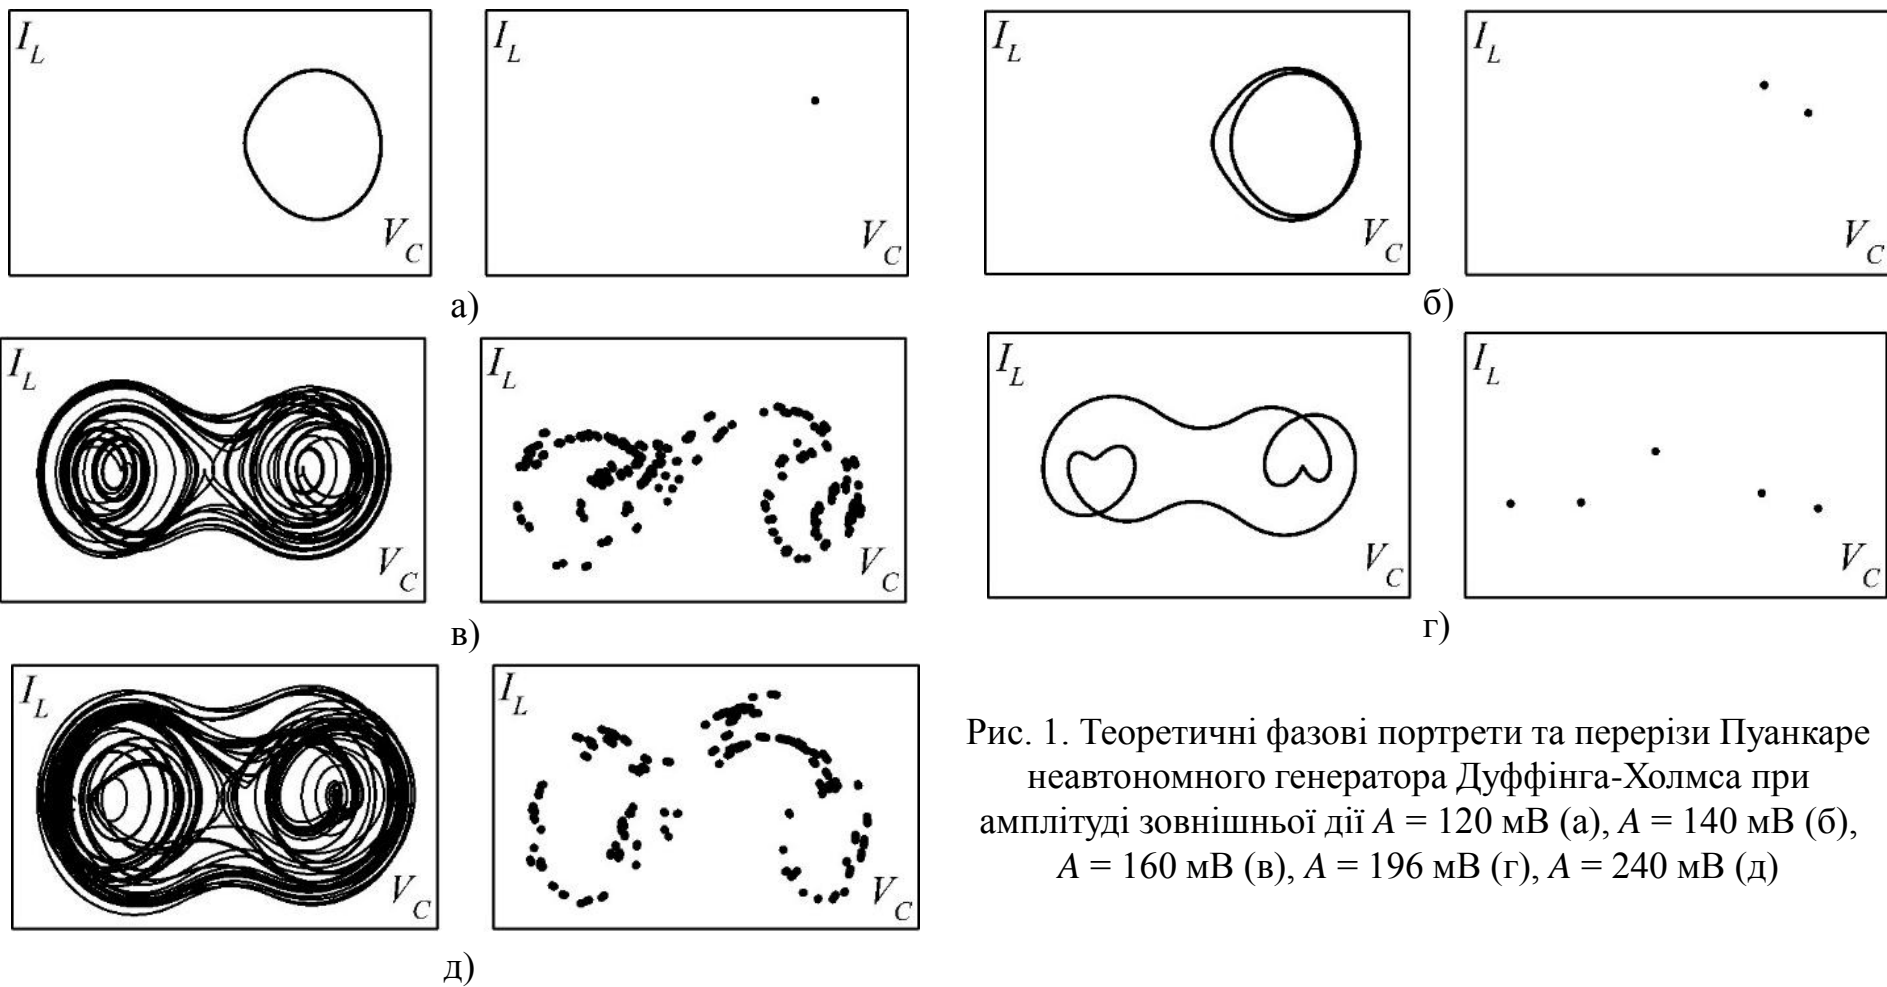 I_L
V_C
I_L
V_C
а)
I_L
V_C
I_L
V_C
б)
I_L
V_C
I_L
V_C
в)
I_L
V_C
I_L
V_C
г)
I_L
V_C
I_L
V_C
д)
Рис. 1. Теоретичні фазові портрети та перерізи Пуанкаре
неавтономного генератора Дуффінга-Холмса при
амплітуді зовнішньої дії A = 120 мВ (а), A = 140 мВ (б),
A = 160 мВ (в), A = 196 мВ (г), A = 240 мВ (д)